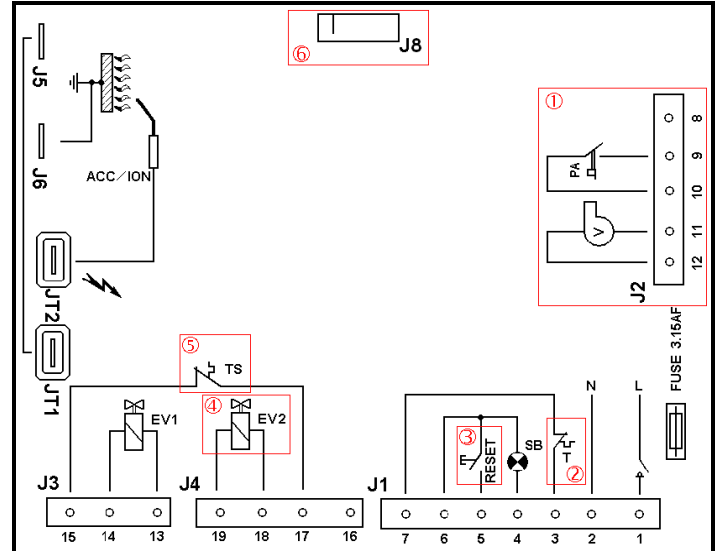 ⑥
J8
J5
J6
ACC/ION
JT2
JT1
①
8
PA
9
10
V
11
12
J2
FUSE 3.15AF
⑤
TS
④
EV1
EV2
③
RESET
SB
②
T
N
L
J3
15
14
13
J4
19
18
17
16
J1
7
6
5
4
3
2
1